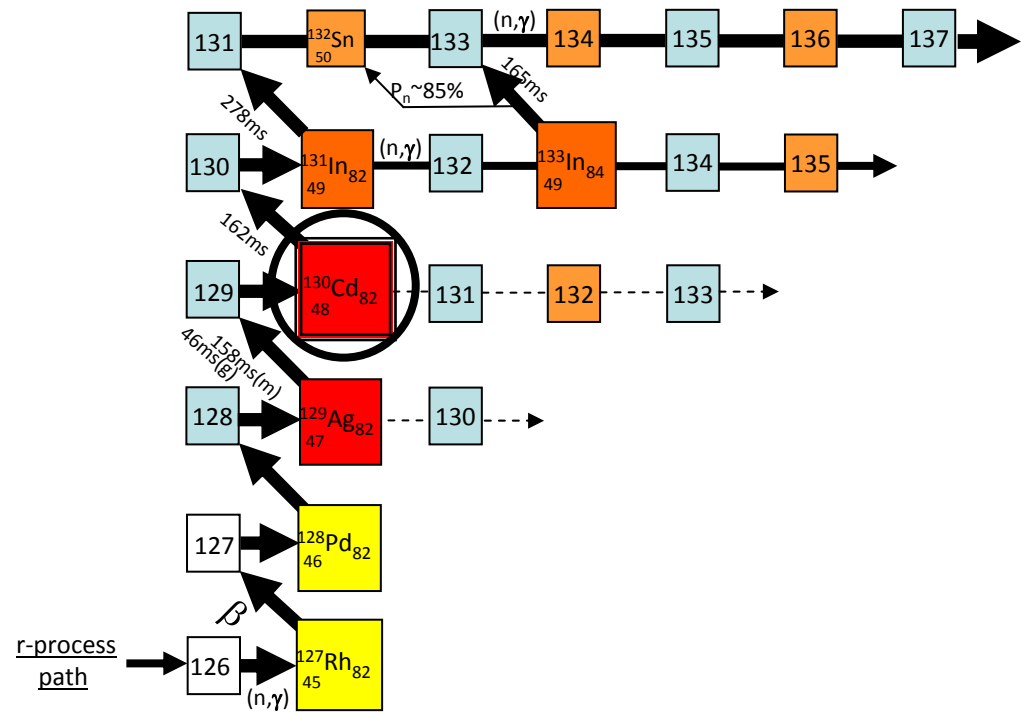 131
132Sn
50
133
(n,γ)
134
135
136
137
278ms
Pn~85%
165ms
130
131In82
49
(n,γ)
132
133In84
49
134
135
162ms
129
130Cd82
48
131
132
133
46ms(g)
158ms(m)
128
129Ag82
47
130
127
128Pd82
46
β
r-process
path
126
(n,γ)
127Rh82
45